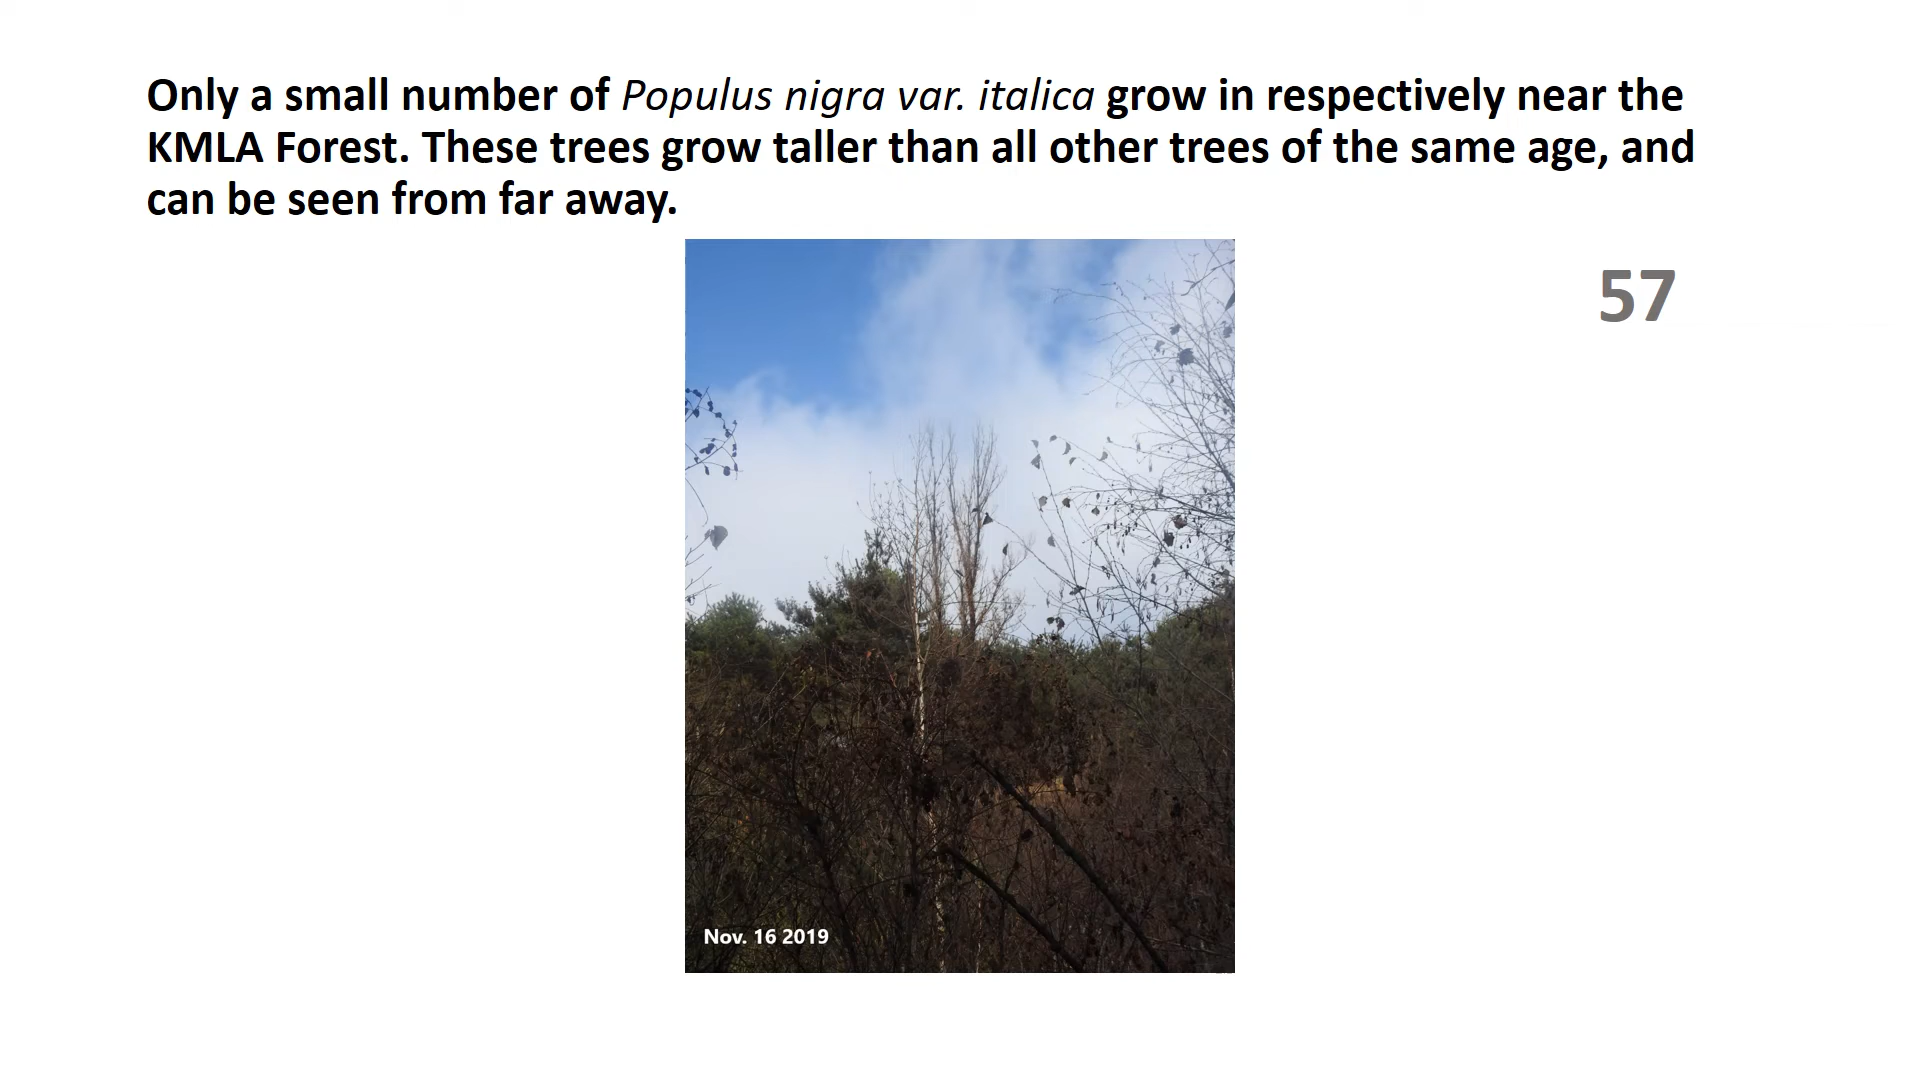 Only a small number of Populus nigra var. italica grow in respectively near the
KMLA Forest. These trees grow taller than all other trees of the same age, and
can be seen from far away.
57
Nov. 16 2019